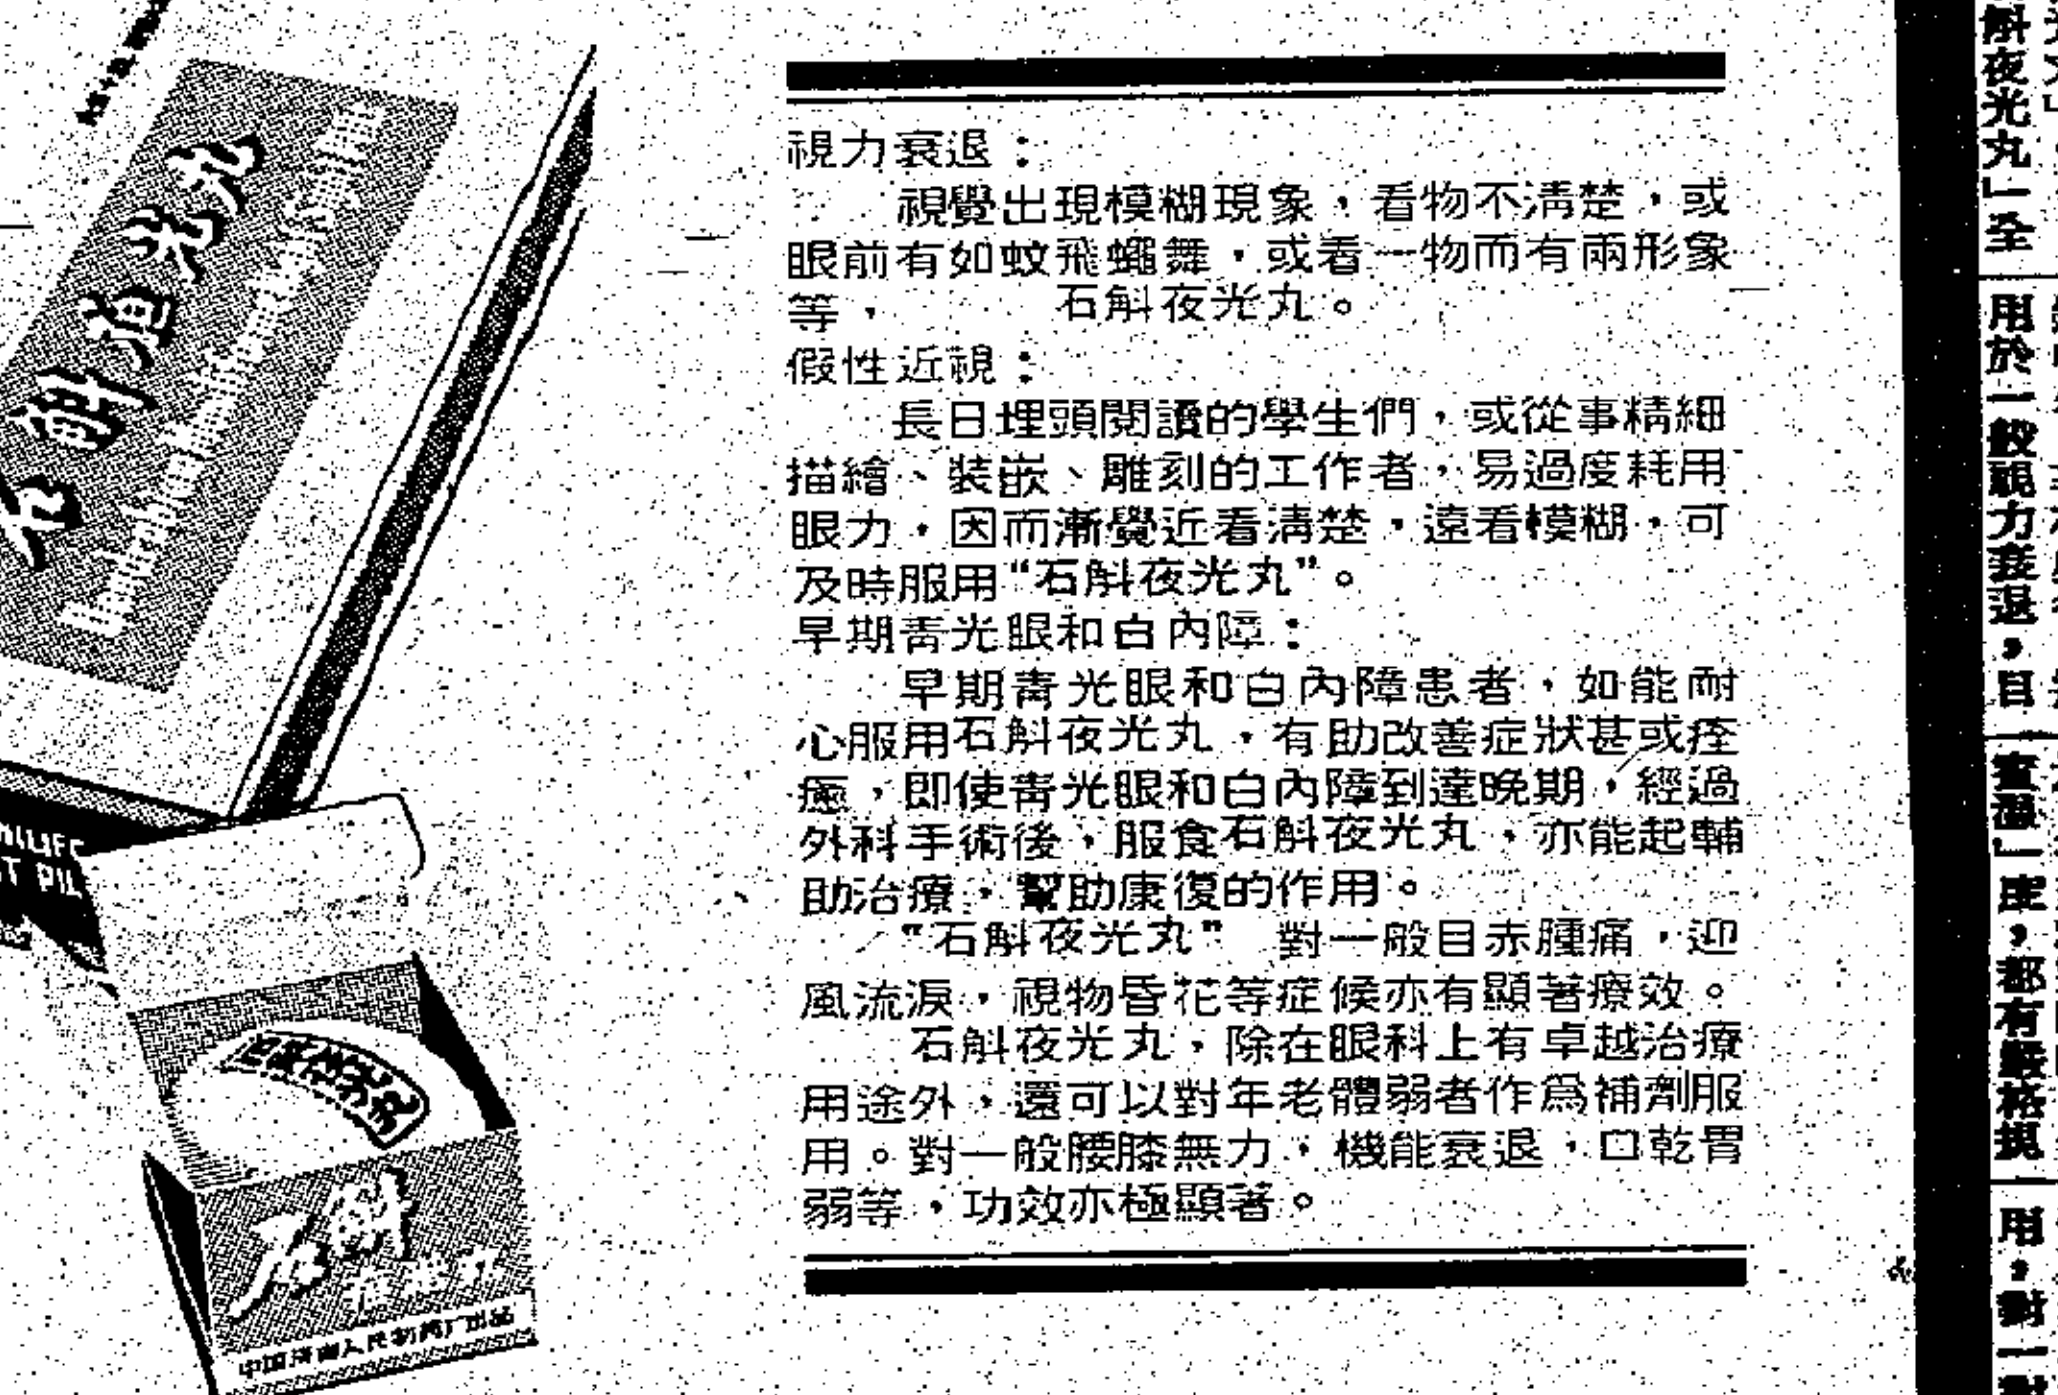 視力衰退：
視覺出現模糊現象，看物不清楚，或
眼前有如蚊飛蠅舞，或看一物而有兩形象
等， 石斛夜光丸。
假性近視：
長日埋頭閱讀的學生們，或從事精細
描繪、裝嵌、雕刻的工作者，易過度耗用
眼力，因而漸覺近看清楚，遠看模糊，可
及時服用“石斛夜光丸”。
早期青光眼和白內障：
早期青光眼和白內障患者，如能耐
心服用石斛夜光丸，有助改善症狀甚或痊
癒，即使青光眼和白內障到達晚期，經過
外科手術後，服食石斛夜光丸，亦能起輔
助治療，幫助康復的作用。
“石斛夜光丸” 對一般目赤腫痛，迎
風流淚，視物昏花等症候亦有顯著療效。
石斛夜光丸，除在眼科上有卓越治療
用途外，還可以對年老體弱者作爲補劑服
用。對一般腰膝無力，機能衰退，口乾胃
弱等，功效亦極顯著。
石斛夜光丸
石斛
夜光丸
斛夜光丸」全
用於一般視力衰退，目
度，都有嚴格規
用，對一對